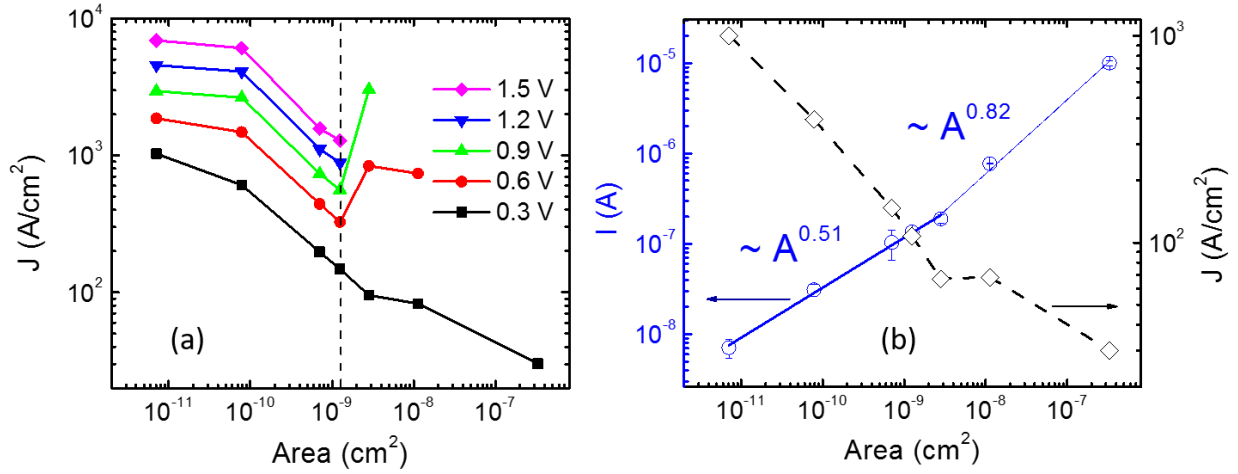 10^4
10^3
10^2
J (A/cm^2)
1.5 V
1.2 V
0.9 V
0.6 V
0.3 V
(a)
10^-11 10^-10 10^-9 10^-8 10^-7
Area (cm^2)
10^-5
10^-6
10^-7
10^-8
I (A)
~ A^0.82
~ A^0.51
(b)
10^3
10^2
J (A/cm^2)
10^-11 10^-10 10^-9 10^-8 10^-7
Area (cm^2)